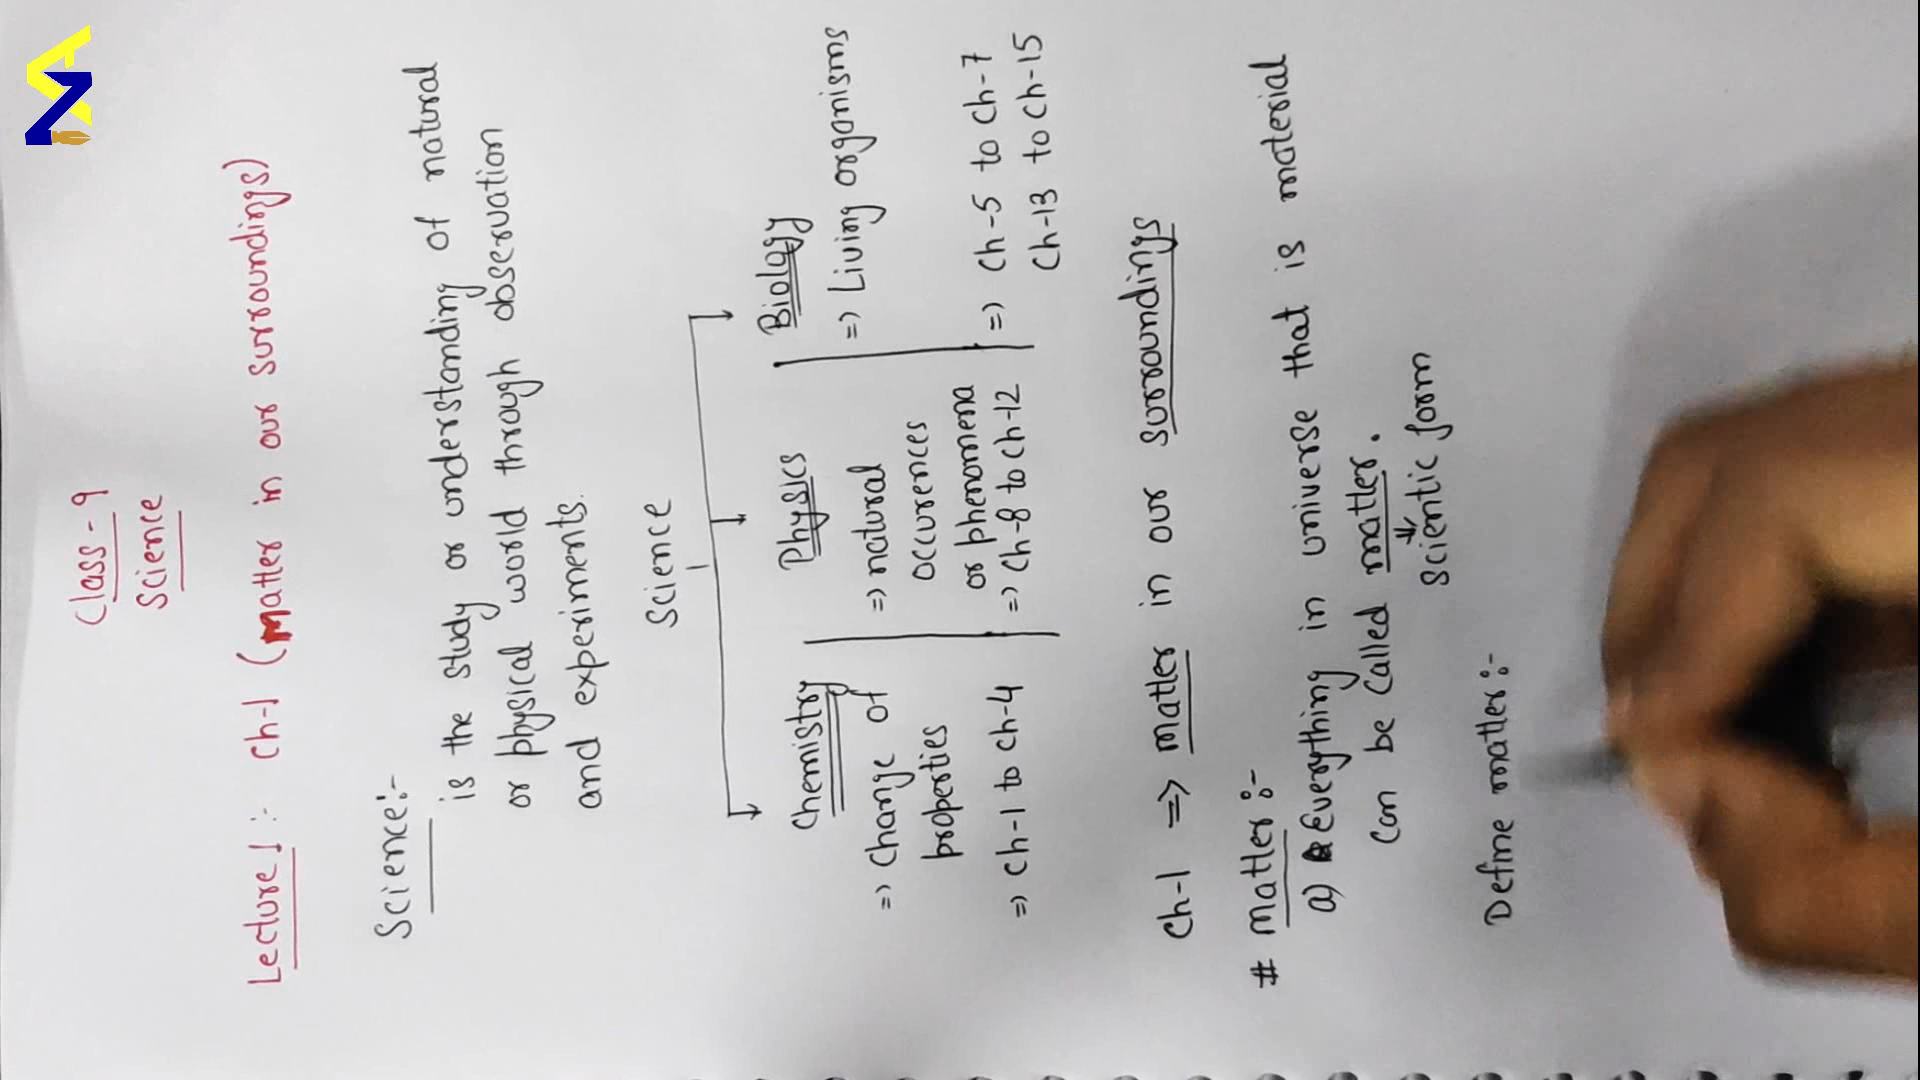 Class - 9
Science
Lecture 1 : Ch-1 (Matter in our surroundings)
Science:-
is the study or understanding of natural
or physical world through observation
and experiments.
Science
Chemistry
=> Change of
properties
=> Ch-1 to Ch-4
Physics
=> natural
occurences
or phenomena
=> Ch-8 to Ch-12
Biology
=> Living organisms
=> Ch-5 to Ch-7
Ch-13 to Ch-15
Ch-1 => Matter in our surroundings
# Matter :-
a) Everything in universe that is material
can be called matter.
Scientic form
Define matter:-